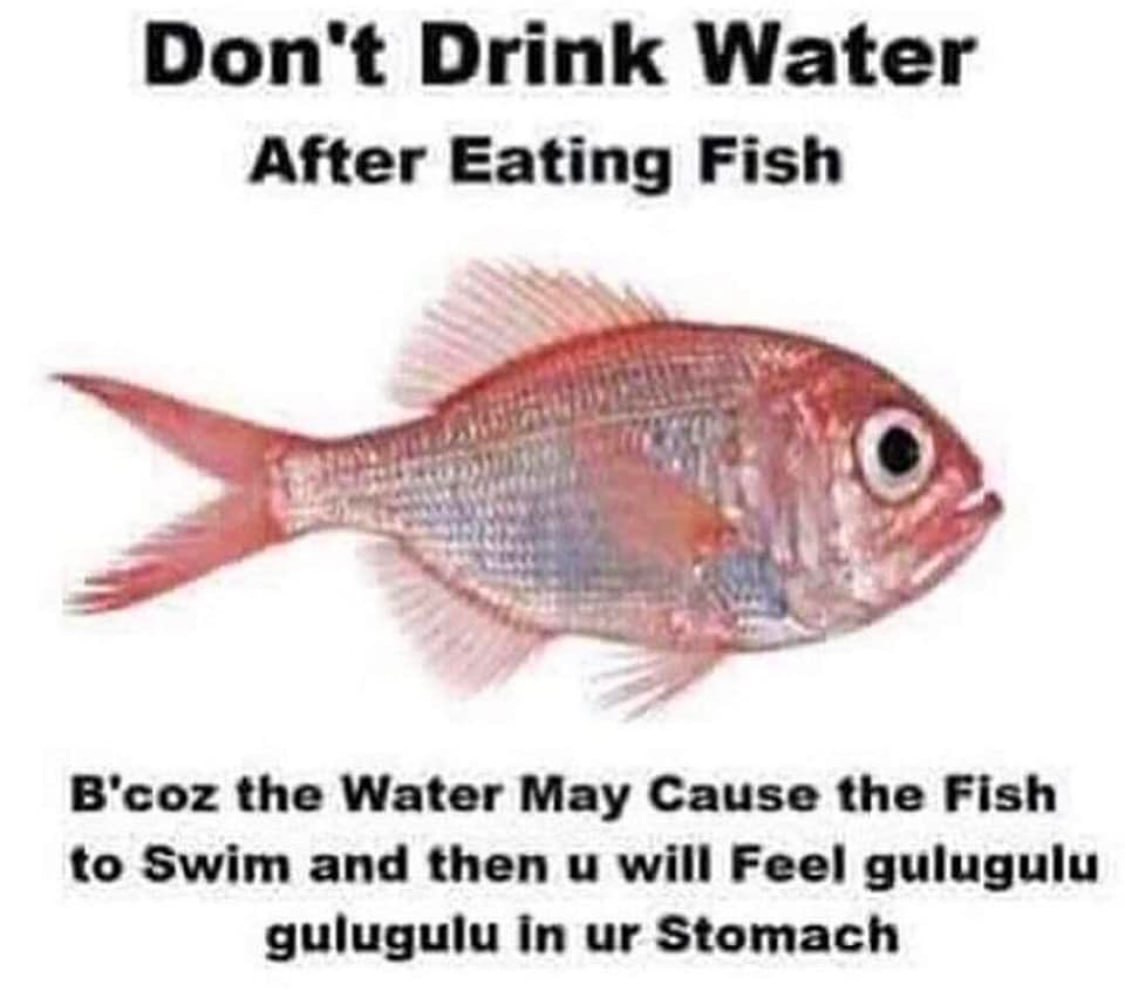 Don't Drink Water
After Eating Fish
B'coz the Water May Cause the Fish
to Swim and then u will Feel gulugulu
gulugulu in ur Stomach